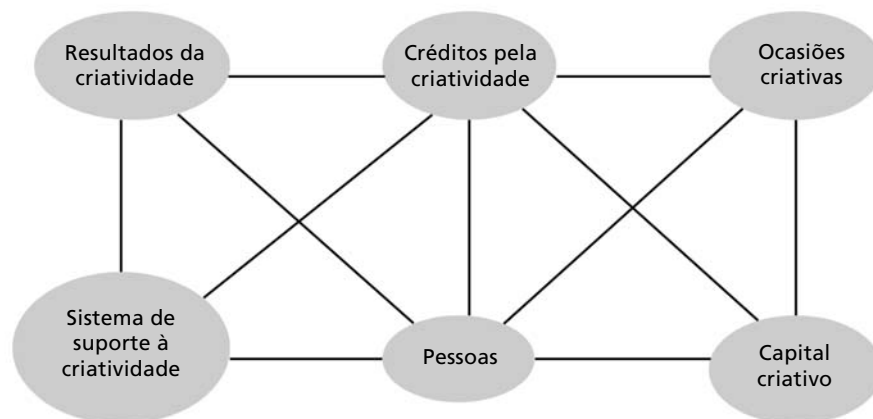 Resultados da
criatividade
Créditos pela
criatividade
Ocasiões
criativas
Sistema de
suporte à
criatividade
Pessoas
Capital
criativo